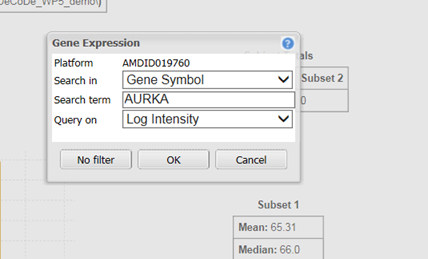 DeCoDe_WP5_demo\)
Gene Expression
?
als
Platform AMDID019760
Search in Gene Symbol
Subset 2
Search term AURKA
0
Query on Log Intensity
No filter OK Cancel
Subset 1
Mean: 65.31
Median: 66.0